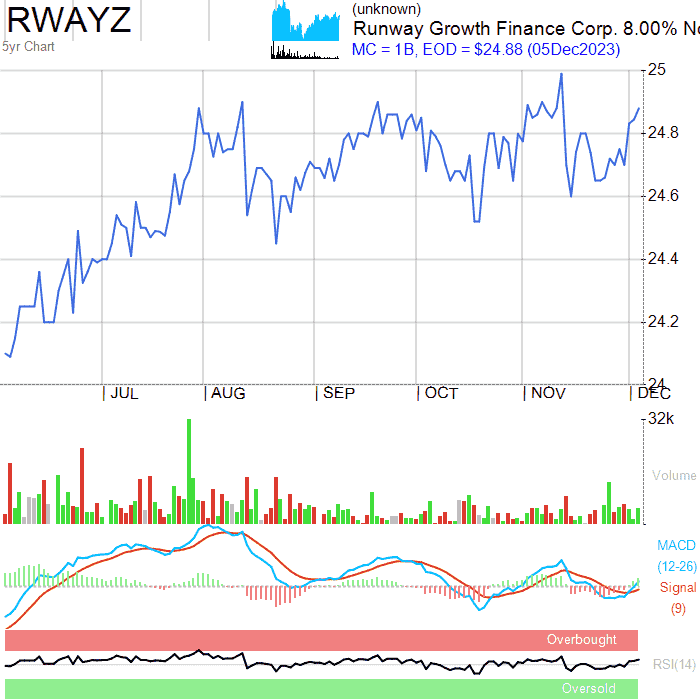 RWAYZ
5yr Chart
(unknown)
Runway Growth Finance Corp. 8.00% No
MC = 1B, EOD = $24.88 (05Dec2023)
25
24.8
24.6
24.4
24.2
24
JUL AUG SEP OCT NOV DEC
32k
Volume
MACD
(12-26)
Signal
(9)
Overbought
RSI(14)
Oversold